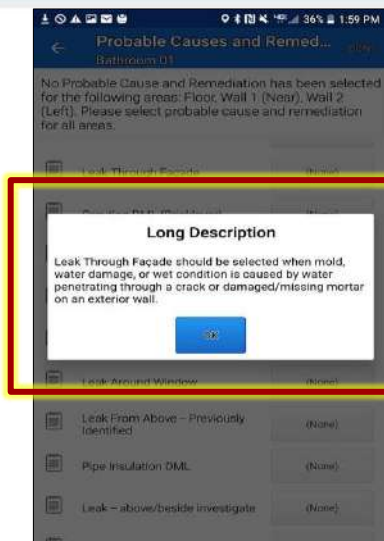 36% 1:59 PM
Probable Causes and Remed...
Bathroom 01
No Probable Cause and Remediation has been selected
for the following areas: Floor, Wall 1 (Near), Wall 2
(Left). Please select probable cause and remediation
for all areas.
Leak Through Façade (None)
Long Description
Leak Through Façade should be selected when mold,
water damage, or wet condition is caused by water
penetrating through a crack or damaged/missing mortar
on an exterior wall.
OK
Leak Around Window (None)
Leak From Above – Previously
Identified (None)
Pipe Insulation DML (None)
Leak – above/beside investigate (None)